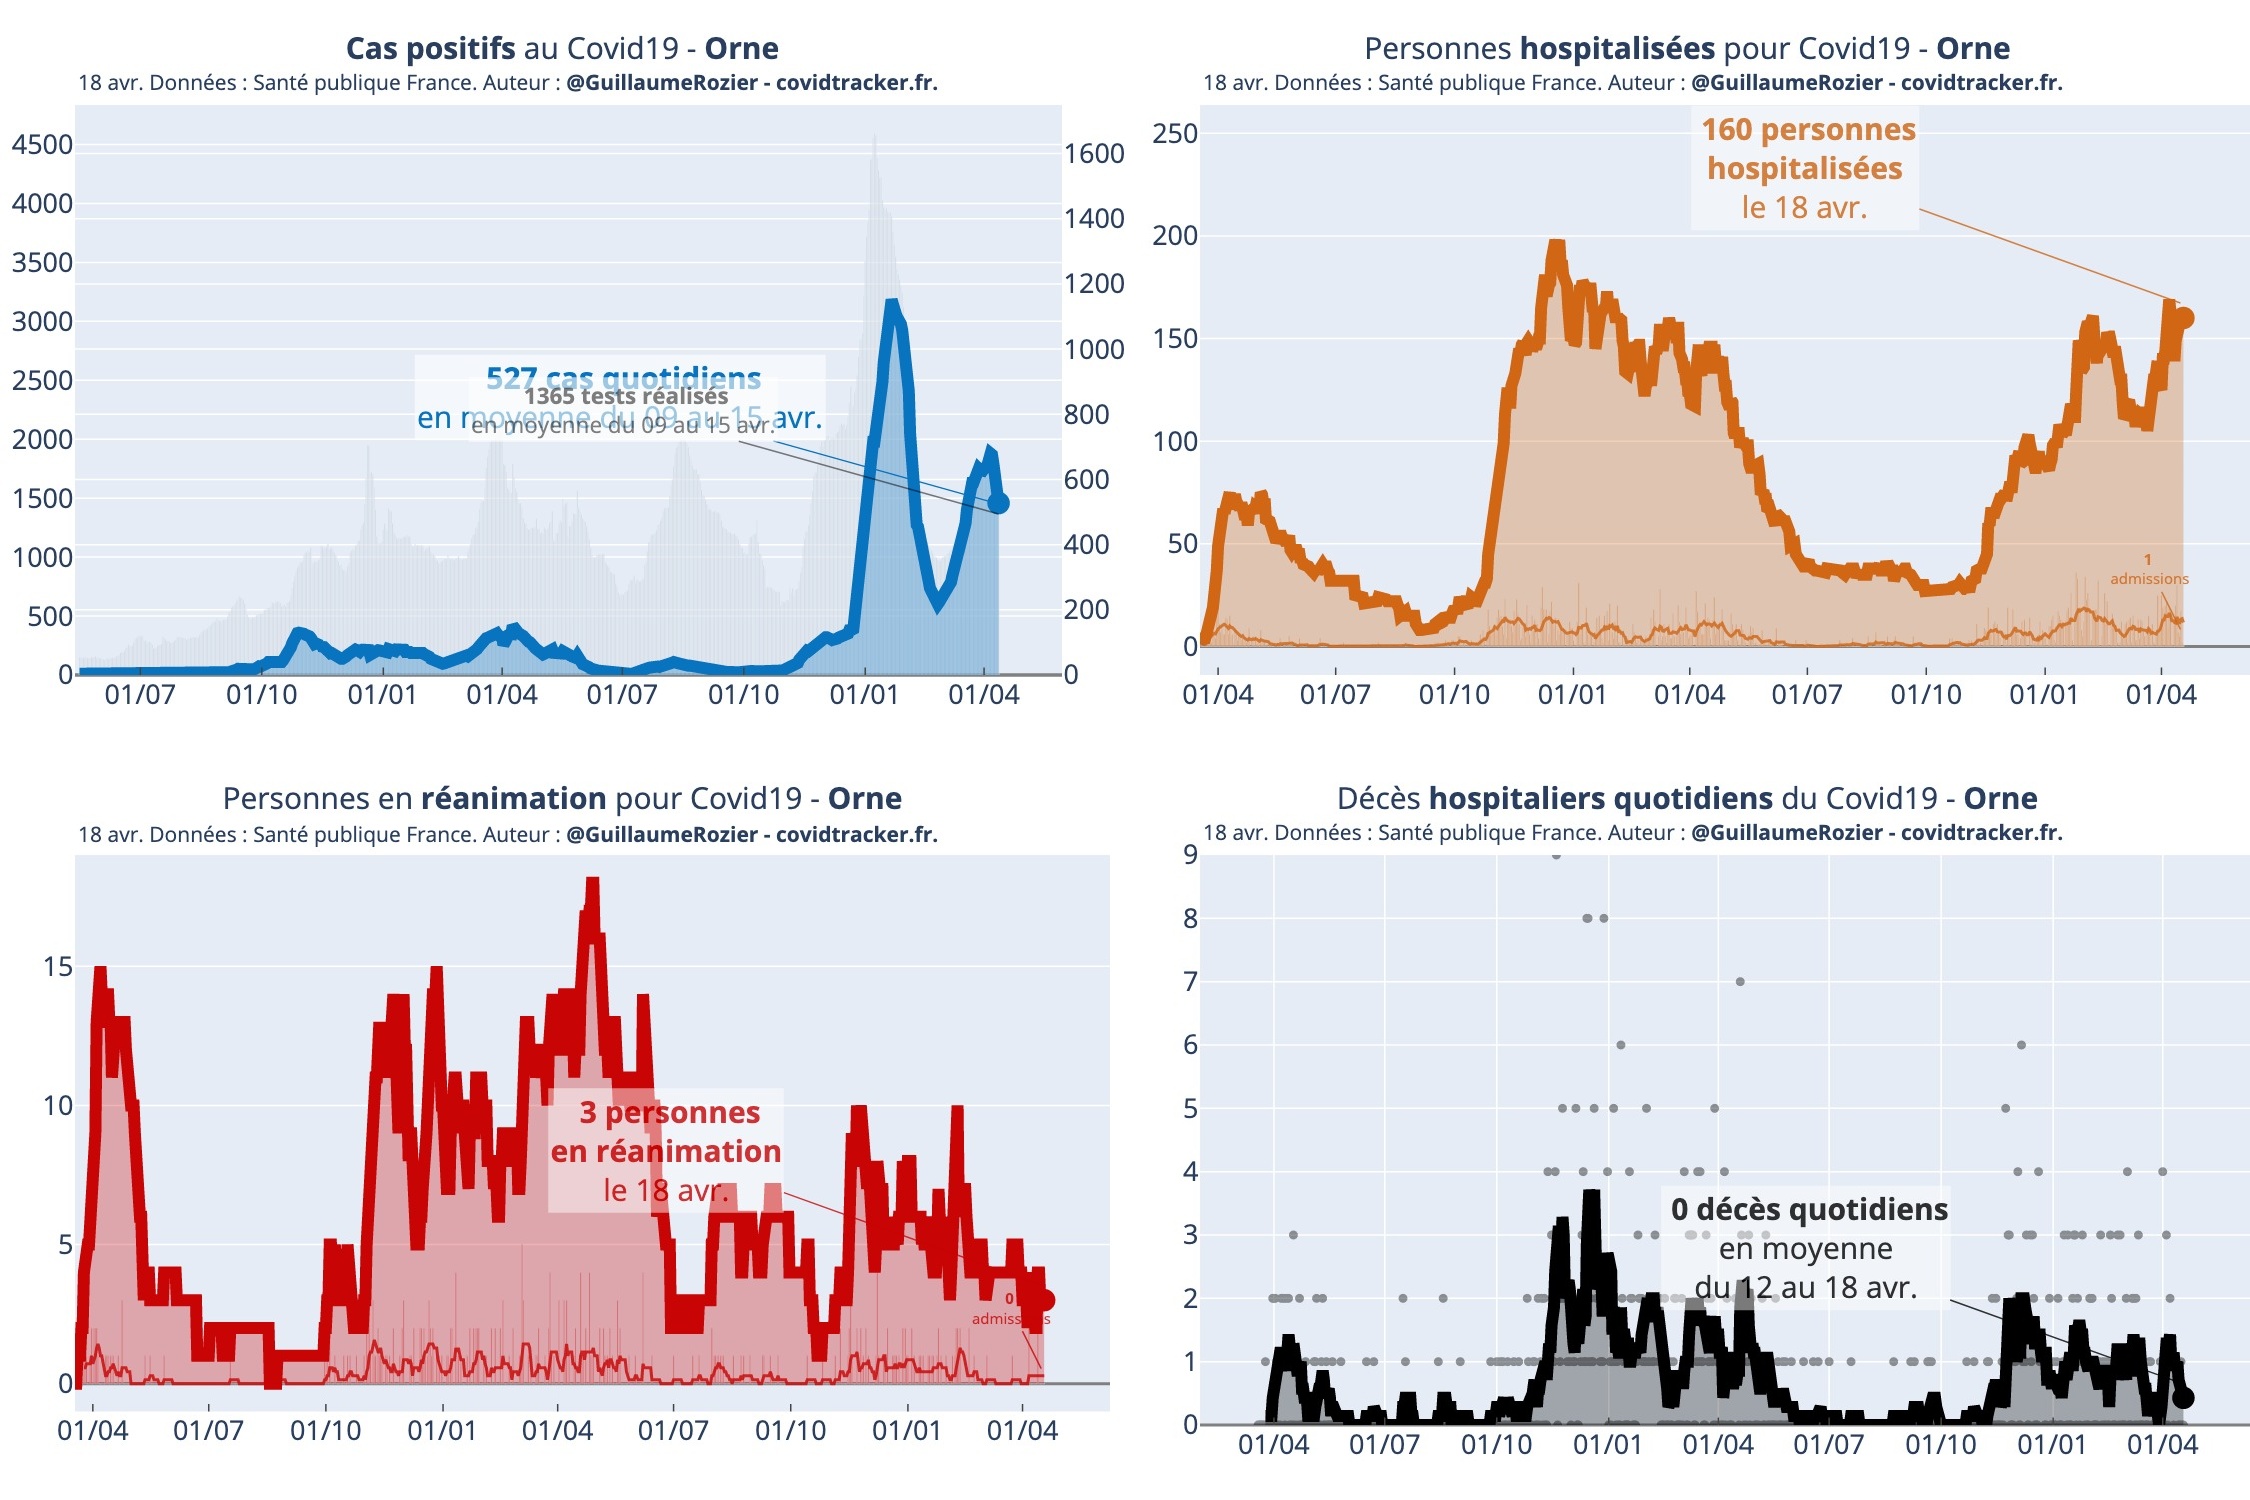 Cas positifs au Covid19 - Orne
18 avr. Données : Santé publique France. Auteur : @GuillaumeRozier - covidtracker.fr.
4500
4000
3500
3000
2500
2000
1500
1000
500
0
1600
1400
1200
1000
800
600
400
200
0
527 cas quotidiens
en moyenne du 09 au 15 avr.
1365 tests réalisés
en moyenne du 09 au 15 avr.
01/07 01/10 01/01 01/04 01/07 01/10 01/01 01/04
Personnes hospitalisées pour Covid19 - Orne
18 avr. Données : Santé publique France. Auteur : @GuillaumeRozier - covidtracker.fr.
250
200
150
100
50
0
160 personnes
hospitalisées
le 18 avr.
1
admissions
01/04 01/07 01/10 01/01 01/04 01/07 01/10 01/01 01/04
Personnes en réanimation pour Covid19 - Orne
18 avr. Données : Santé publique France. Auteur : @GuillaumeRozier - covidtracker.fr.
15
10
5
0
3 personnes
en réanimation
le 18 avr.
0
admissions
01/04 01/07 01/10 01/01 01/04 01/07 01/10 01/01 01/04
Décès hospitaliers quotidiens du Covid19 - Orne
18 avr. Données : Santé publique France. Auteur : @GuillaumeRozier - covidtracker.fr.
9
8
7
6
5
4
3
2
1
0
0 décès quotidiens
en moyenne
du 12 au 18 avr.
01/04 01/07 01/10 01/01 01/04 01/07 01/10 01/01 01/04